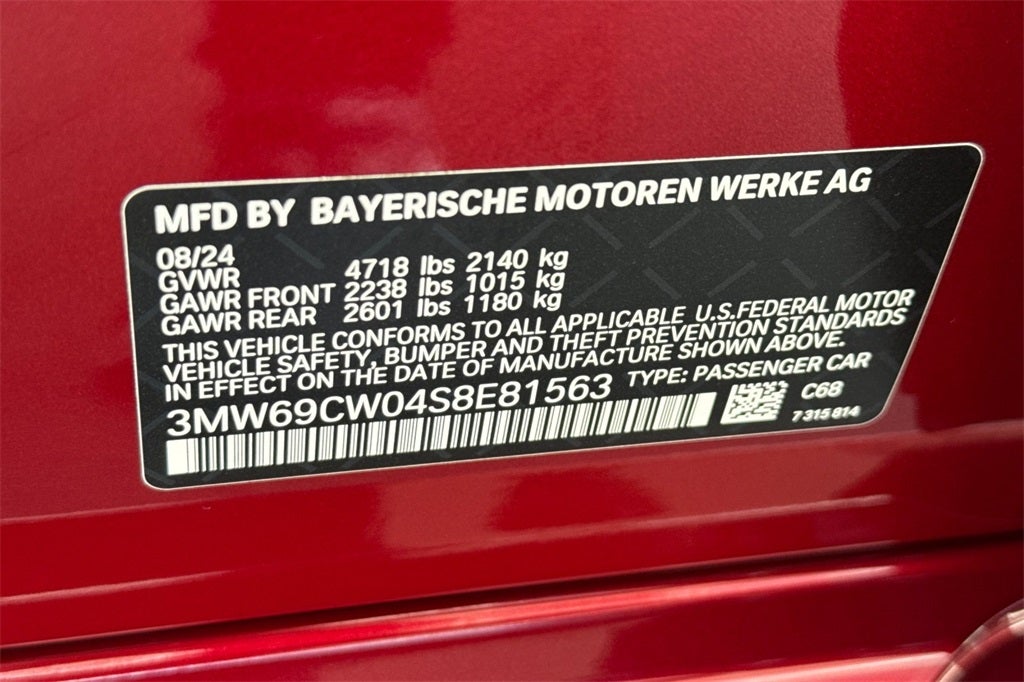 MFD BY BAYERISCHE MOTOREN WERKE AG
08/24
GVWR 4718 lbs 2140 kg
GAWR FRONT 2238 lbs 1015 kg
GAWR REAR 2601 lbs 1180 kg
THIS VEHICLE CONFORMS TO ALL APPLICABLE U.S.FEDERAL MOTOR
VEHICLE SAFETY, BUMPER AND THEFT PREVENTION STANDARDS
IN EFFECT ON THE DATE OF MANUFACTURE SHOWN ABOVE.
3MW69CW04S8E81563 TYPE: PASSENGER CAR
C68
7 315 814